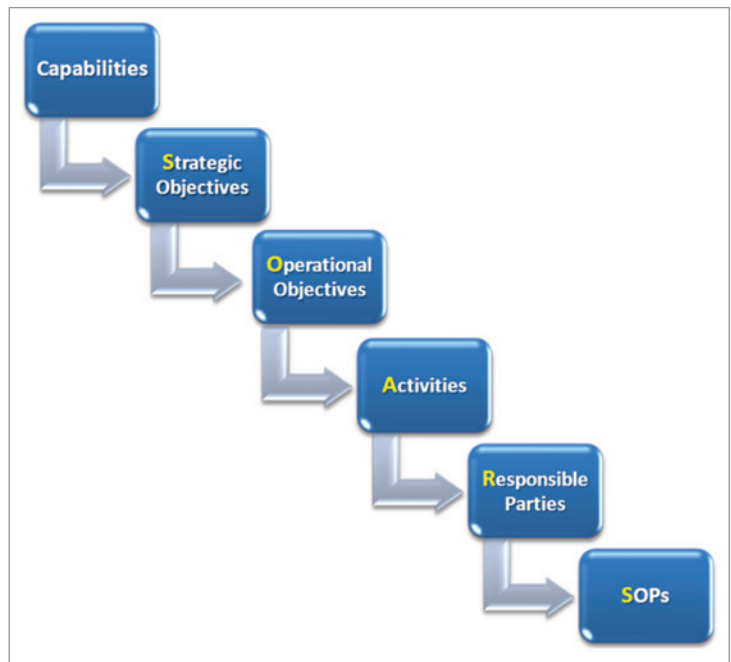 Capabilities
Strategic
Objectives
Operational
Objectives
Activities
Responsible
Parties
SOPs